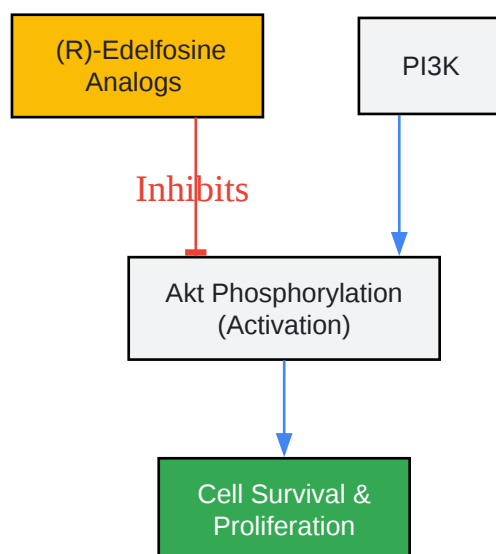 (R)-Edelfosine
Analogs
PI3K
Inhibits
Akt Phosphorylation
(Activation)
Cell Survival &
Proliferation